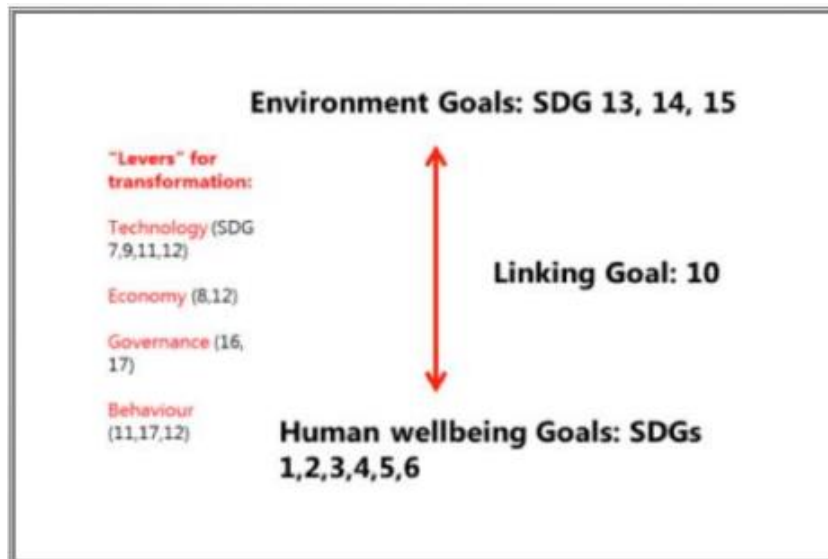 Environment Goals: SDG 13, 14, 15
"Levers" for
transformation:
Technology (SDG
7,9,11,12)
Economy (8,12)
Governance (16,
17)
Behaviour
(11,17,12)
Linking Goal: 10
Human wellbeing Goals: SDGs
1,2,3,4,5,6